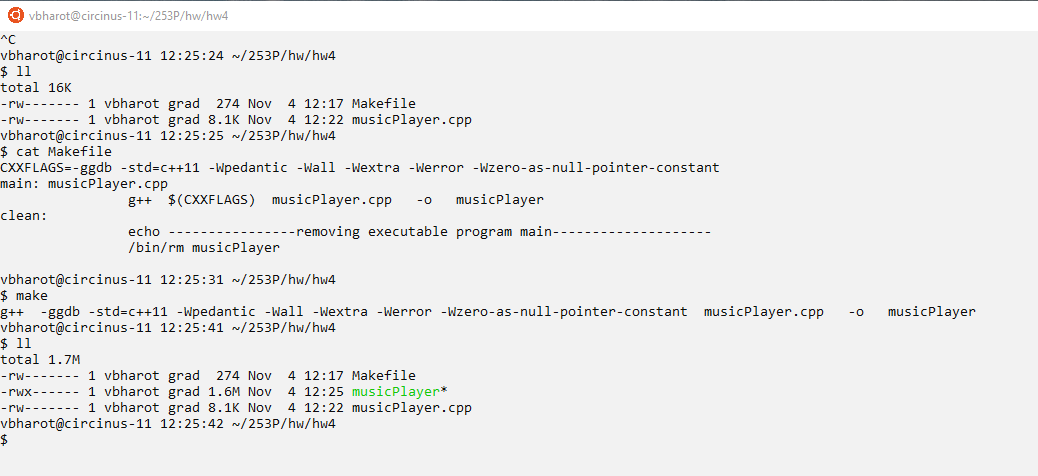 vbharot@circinus-11:~/253P/hw/hw4
^C
vbharot@circinus-11 12:25:24 ~/253P/hw/hw4
$ ll
total 16K
-rw------- 1 vbharot grad  274 Nov  4 12:17 Makefile
-rw------- 1 vbharot grad 8.1K Nov  4 12:22 musicPlayer.cpp
vbharot@circinus-11 12:25:25 ~/253P/hw/hw4
$ cat Makefile
CXXFLAGS=-ggdb -std=c++11 -Wpedantic -Wall -Wextra -Werror -Wzero-as-null-pointer-constant
main: musicPlayer.cpp
                g++  $(CXXFLAGS)  musicPlayer.cpp   -o   musicPlayer
clean:
                echo ----------------removing executable program main--------------------
                /bin/rm musicPlayer
vbharot@circinus-11 12:25:31 ~/253P/hw/hw4
$ make
g++  -ggdb -std=c++11 -Wpedantic -Wall -Wextra -Werror -Wzero-as-null-pointer-constant  musicPlayer.cpp   -o   musicPlayer
vbharot@circinus-11 12:25:41 ~/253P/hw/hw4
$ ll
total 1.7M
-rw------- 1 vbharot grad  274 Nov  4 12:17 Makefile
-rwx------ 1 vbharot grad 1.6M Nov  4 12:25 musicPlayer*
-rw------- 1 vbharot grad 8.1K Nov  4 12:22 musicPlayer.cpp
vbharot@circinus-11 12:25:42 ~/253P/hw/hw4
$